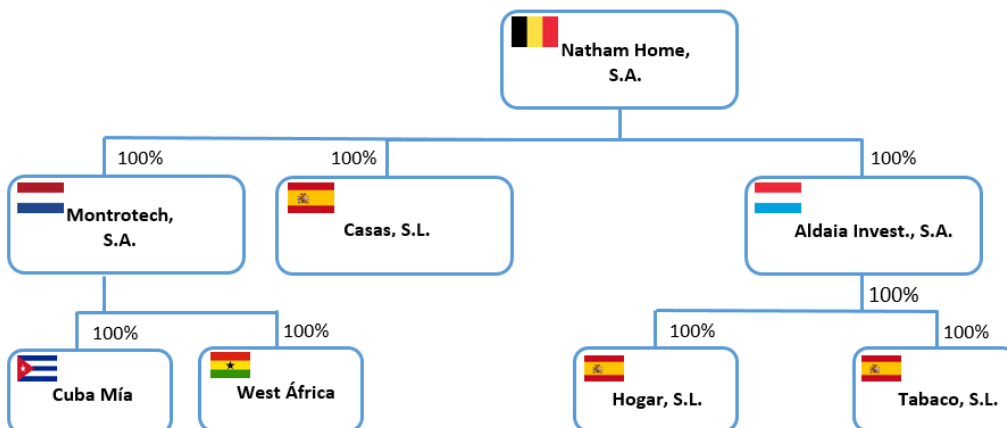 Natham Home,
S.A.
100%
100%
100%
Montrotech,
S.A.
Casas, S.L.
Aldaia Invest., S.A.
100%
100%
100%
100%
100%
Cuba Mía
West África
Hogar, S.L.
Tabaco, S.L.